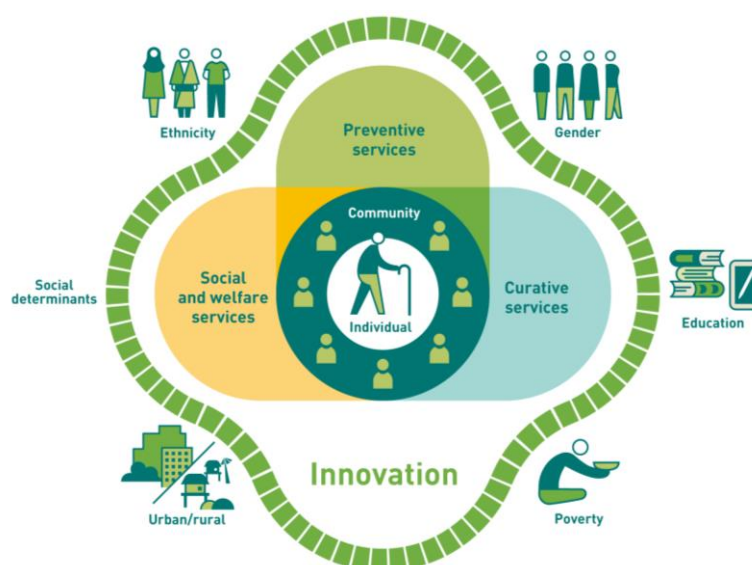 Ethnicity
Gender
Preventive
services
Community
Social
determinants
Social
and welfare
services
Individual
Curative
services
Education
Innovation
Urban/rural
Poverty